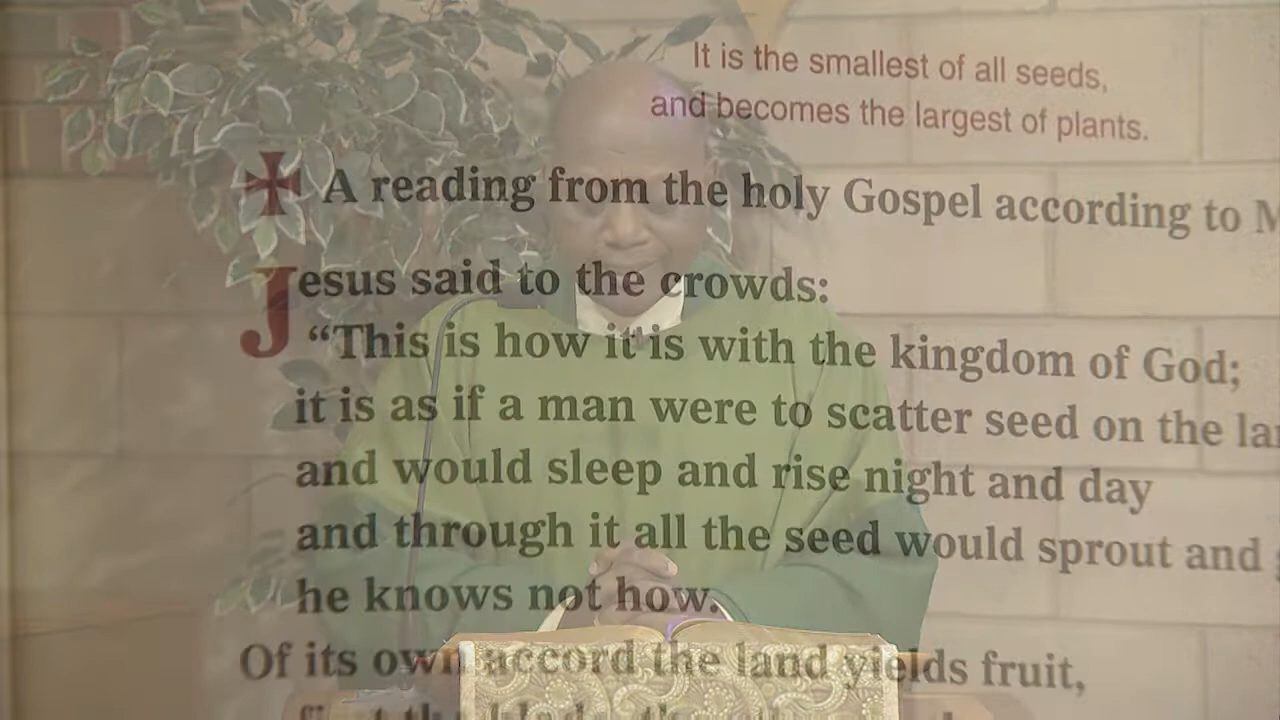 It is the smallest of all seeds,
and becomes the largest of plants.
A reading from the holy Gospel according to
Jesus said to the crowds:
“This is how it is with the kingdom of God;
it is as if a man were to scatter seed on the
and would sleep and rise night and day
and through it all the seed would sprout and
he knows not how.
Of its own accord the land yields fruit,